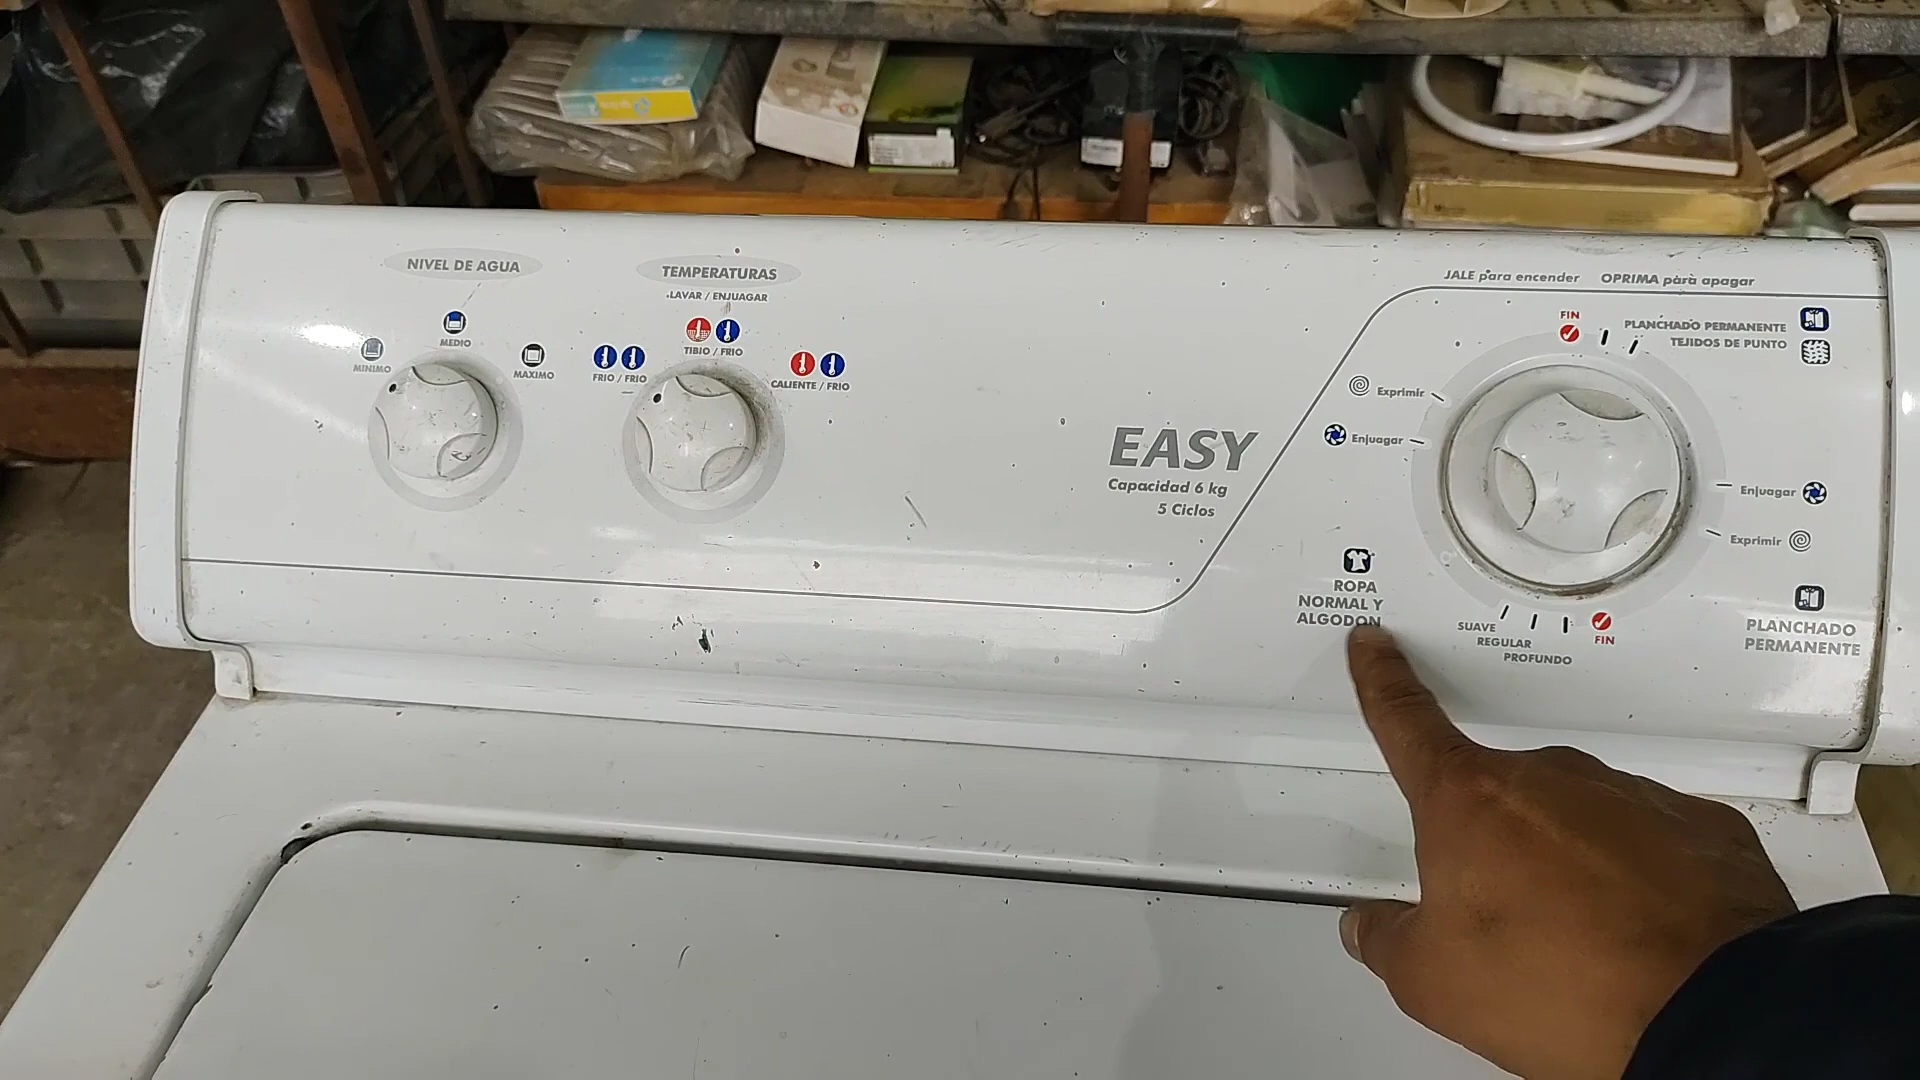 NIVEL DE AGUA
MINIMO
MEDIO
MAXIMO
TEMPERATURAS
LAVAR / ENJUAGAR
FRIO / FRIO
TIBIO / FRIO
CALIENTE / FRIO
EASY
Capacidad 6 kg
5 Ciclos
JALE para encender OPRIMA para apagar
FIN
PLANCHADO PERMANENTE
TEJIDOS DE PUNTO
Exprimir
Enjuagar
Enjuagar
Exprimir
ROPA
NORMAL Y
ALGODON
SUAVE
REGULAR
PROFUNDO
FIN
PLANCHADO
PERMANENTE